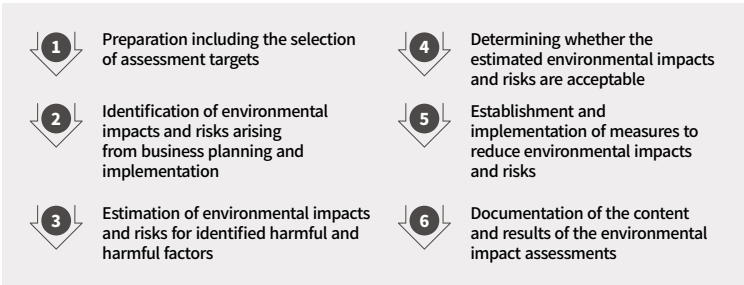 1
Preparation including the selection
of assessment targets
2
Identification of environmental
impacts and risks arising
from business planning and
implementation
3
Estimation of environmental impacts
and risks for identified harmful and
harmful factors
4
Determining whether the
estimated environmental impacts
and risks are acceptable
5
Establishment and
implementation of measures to
reduce environmental impacts
and risks
6
Documentation of the content
and results of the environmental
impact assessments